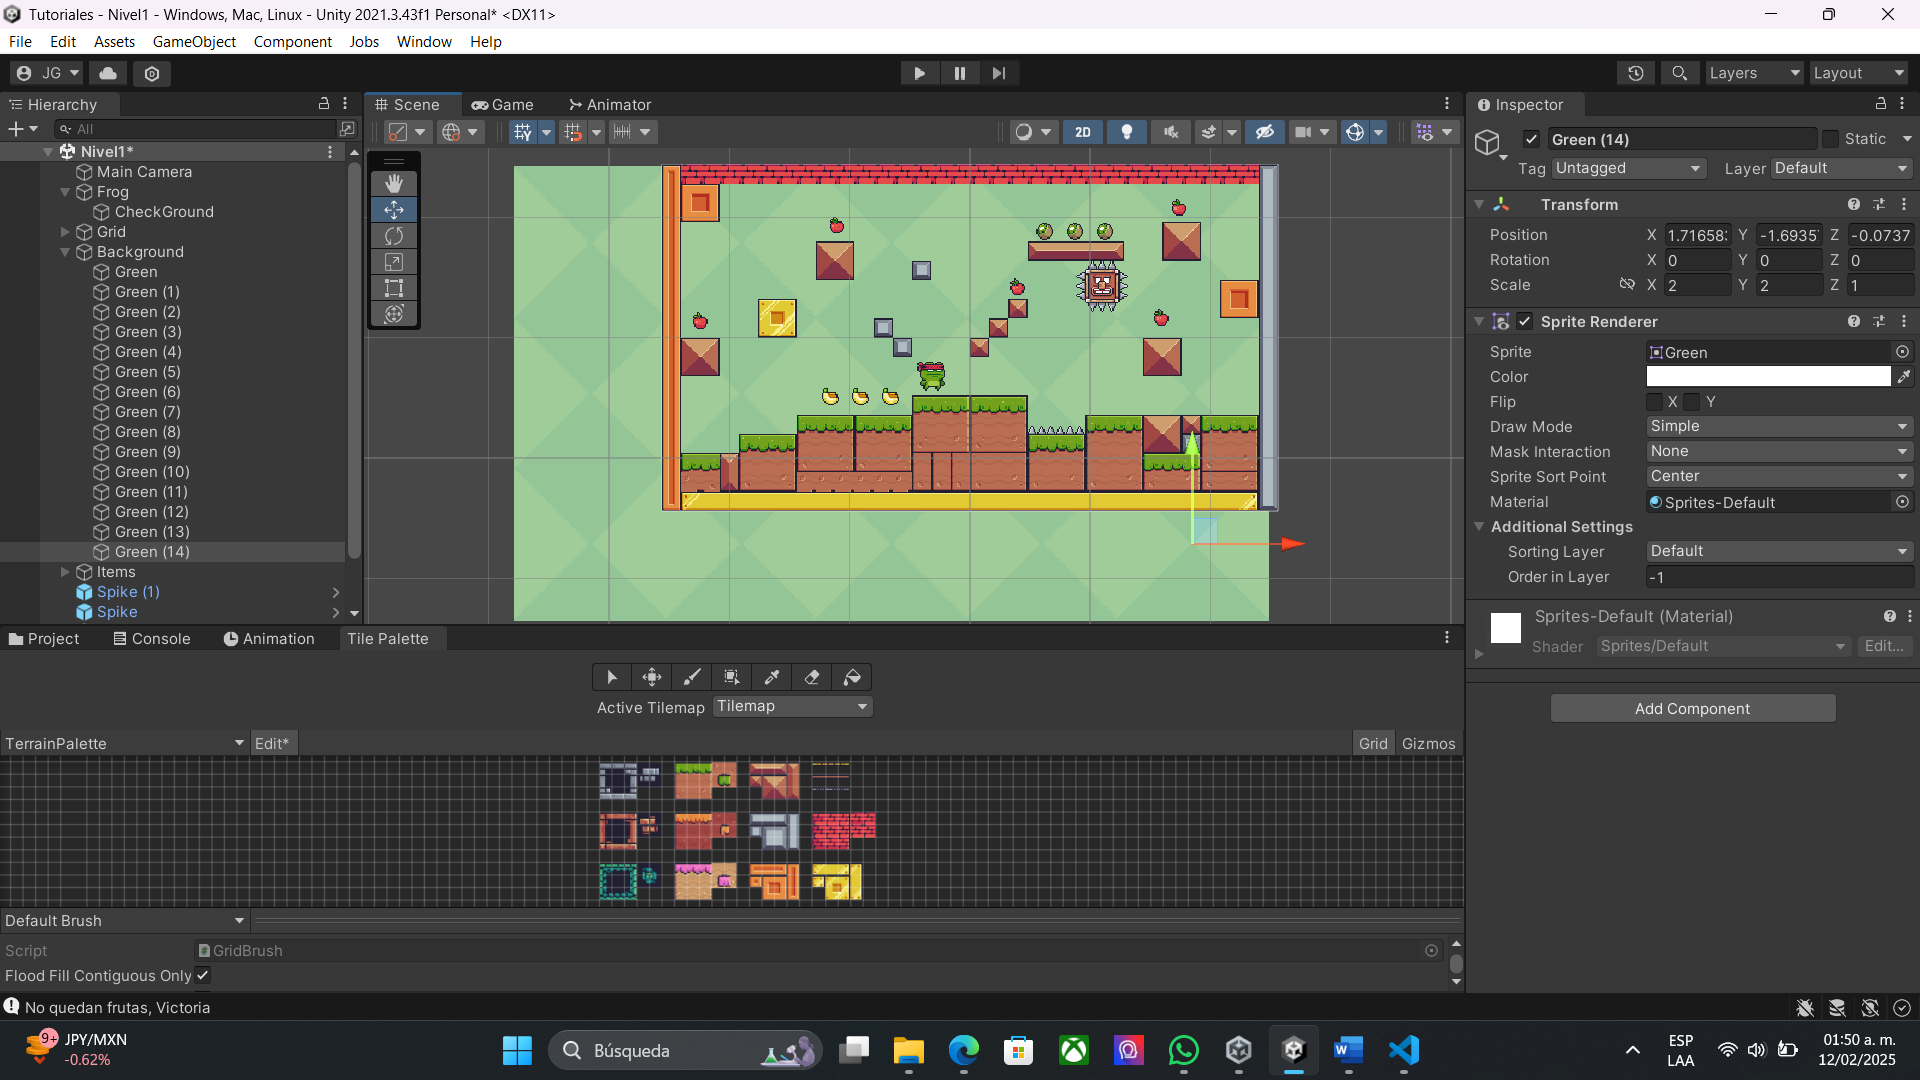 Tutoriales - Nivel1 - Windows, Mac, Linux - Unity 2021.3.43f1 Personal* <DX11>
File Edit Assets GameObject Component Jobs Window Help
JG Layers Layout
Hierarchy
All
Nivel1*
Main Camera
Frog
CheckGround
Grid
Background
Green
Green (1)
Green (2)
Green (3)
Green (4)
Green (5)
Green (6)
Green (7)
Green (8)
Green (9)
Green (10)
Green (11)
Green (12)
Green (13)
Green (14)
Items
Spike (1)
Spike
Scene Game Animator
2D
Inspector
Green (14) Static
Tag Untagged Layer Default
Transform
Position X 1.71658: Y -1.6935 Z -0.0737
Rotation X 0 Y 0 Z 0
Scale X 2 Y 2 Z 1
Sprite Renderer
Sprite Green
Color
Flip X Y
Draw Mode Simple
Mask Interaction None
Sprite Sort Point Center
Material Sprites-Default
Additional Settings
Sorting Layer Default
Order in Layer -1
Sprites-Default (Material)
Shader Sprites/Default Edit...
Add Component
Project Console Animation Tile Palette
Active Tilemap Tilemap
TerrainPalette Edit* Grid Gizmos
Default Brush
Script GridBrush
Flood Fill Contiguous Only
No quedan frutas, Victoria
9+ JPY/MXN
-0.62%
Búsqueda
ESP
LAA
01:50 a. m.
12/02/2025